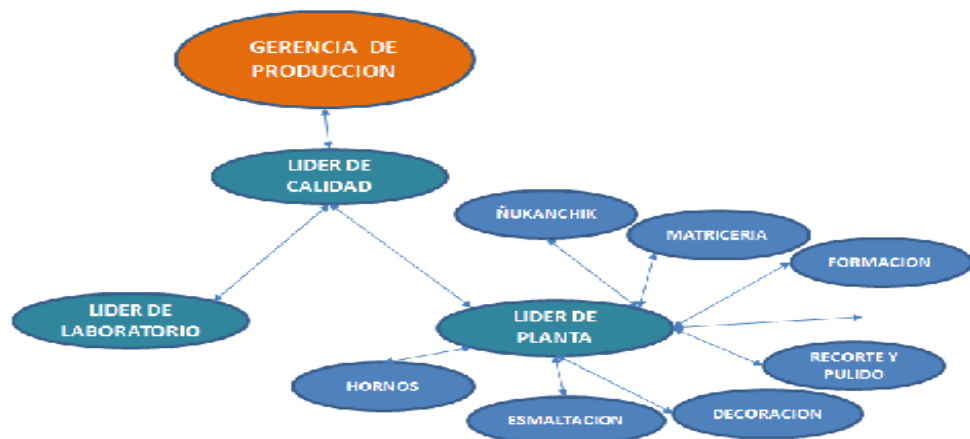 GERENCIA DE
PRODUCCION
LIDER DE
CALIDAD
ÑUKANCHIK
MATRICERIA
FORMACION
LIDER DE
LABORATORIO
LIDER DE
PLANTA
RECORTE Y
PULIDO
HORNOS
ESMALTACION
DECORACION